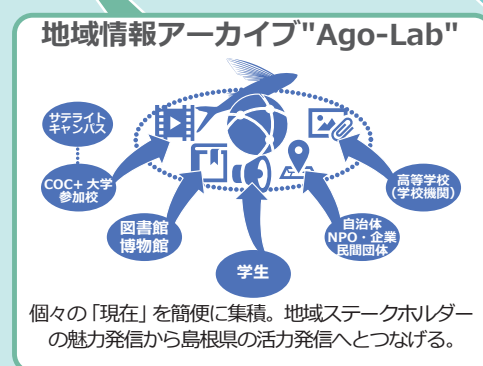 地域情報アーカイブ"Ago-Lab"
サテライト
キャンパス
COC+ 大学
参加校
図書館
博物館
学生
自治体
NPO・企業
民間団体
高等学校
(学校機関)
個々の「現在」を簡便に集積。地域ステークホルダー
の魅力発信から島根県の活力発信へとつなげる。